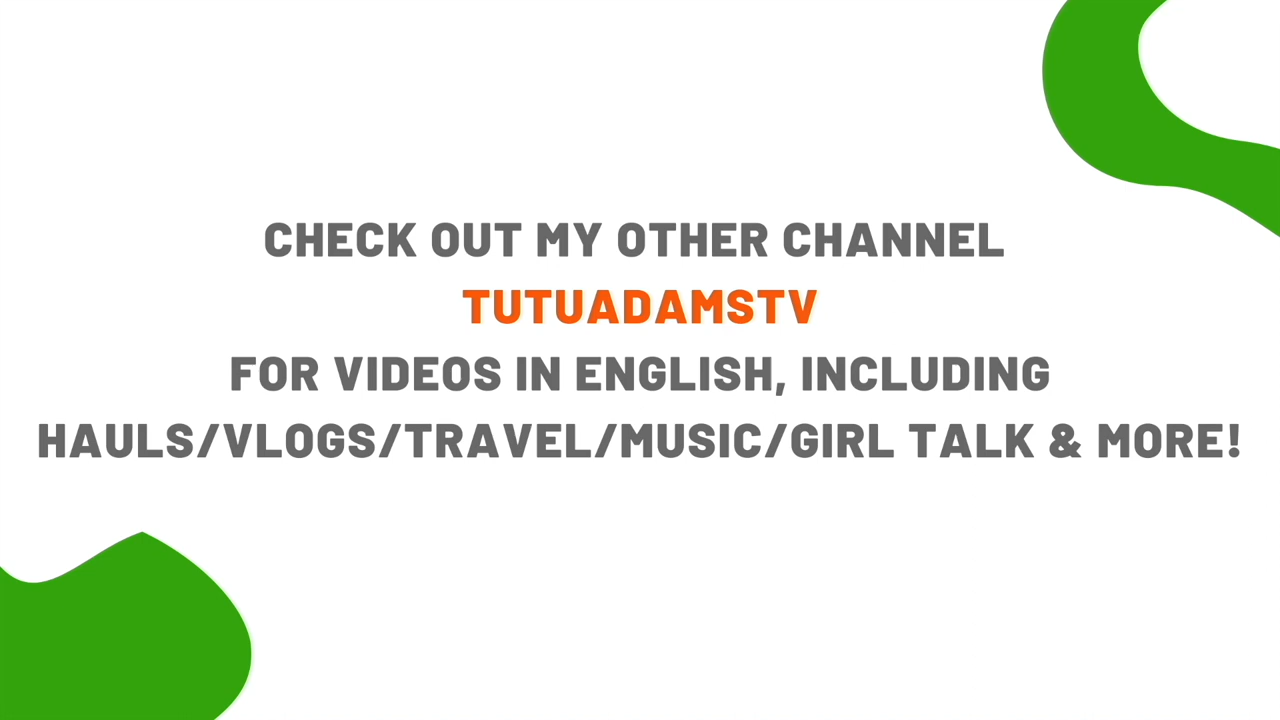 CHECK OUT MY OTHER CHANNEL
TUTUADAMSTV
FOR VIDEOS IN ENGLISH, INCLUDING
HAULS/VLOGS/TRAVEL/MUSIC/GIRL TALK & MORE!